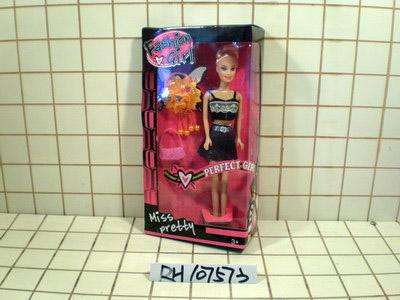 Fashion
Girl
PERFECT GIRL
Miss
pretty
3+
RH107573